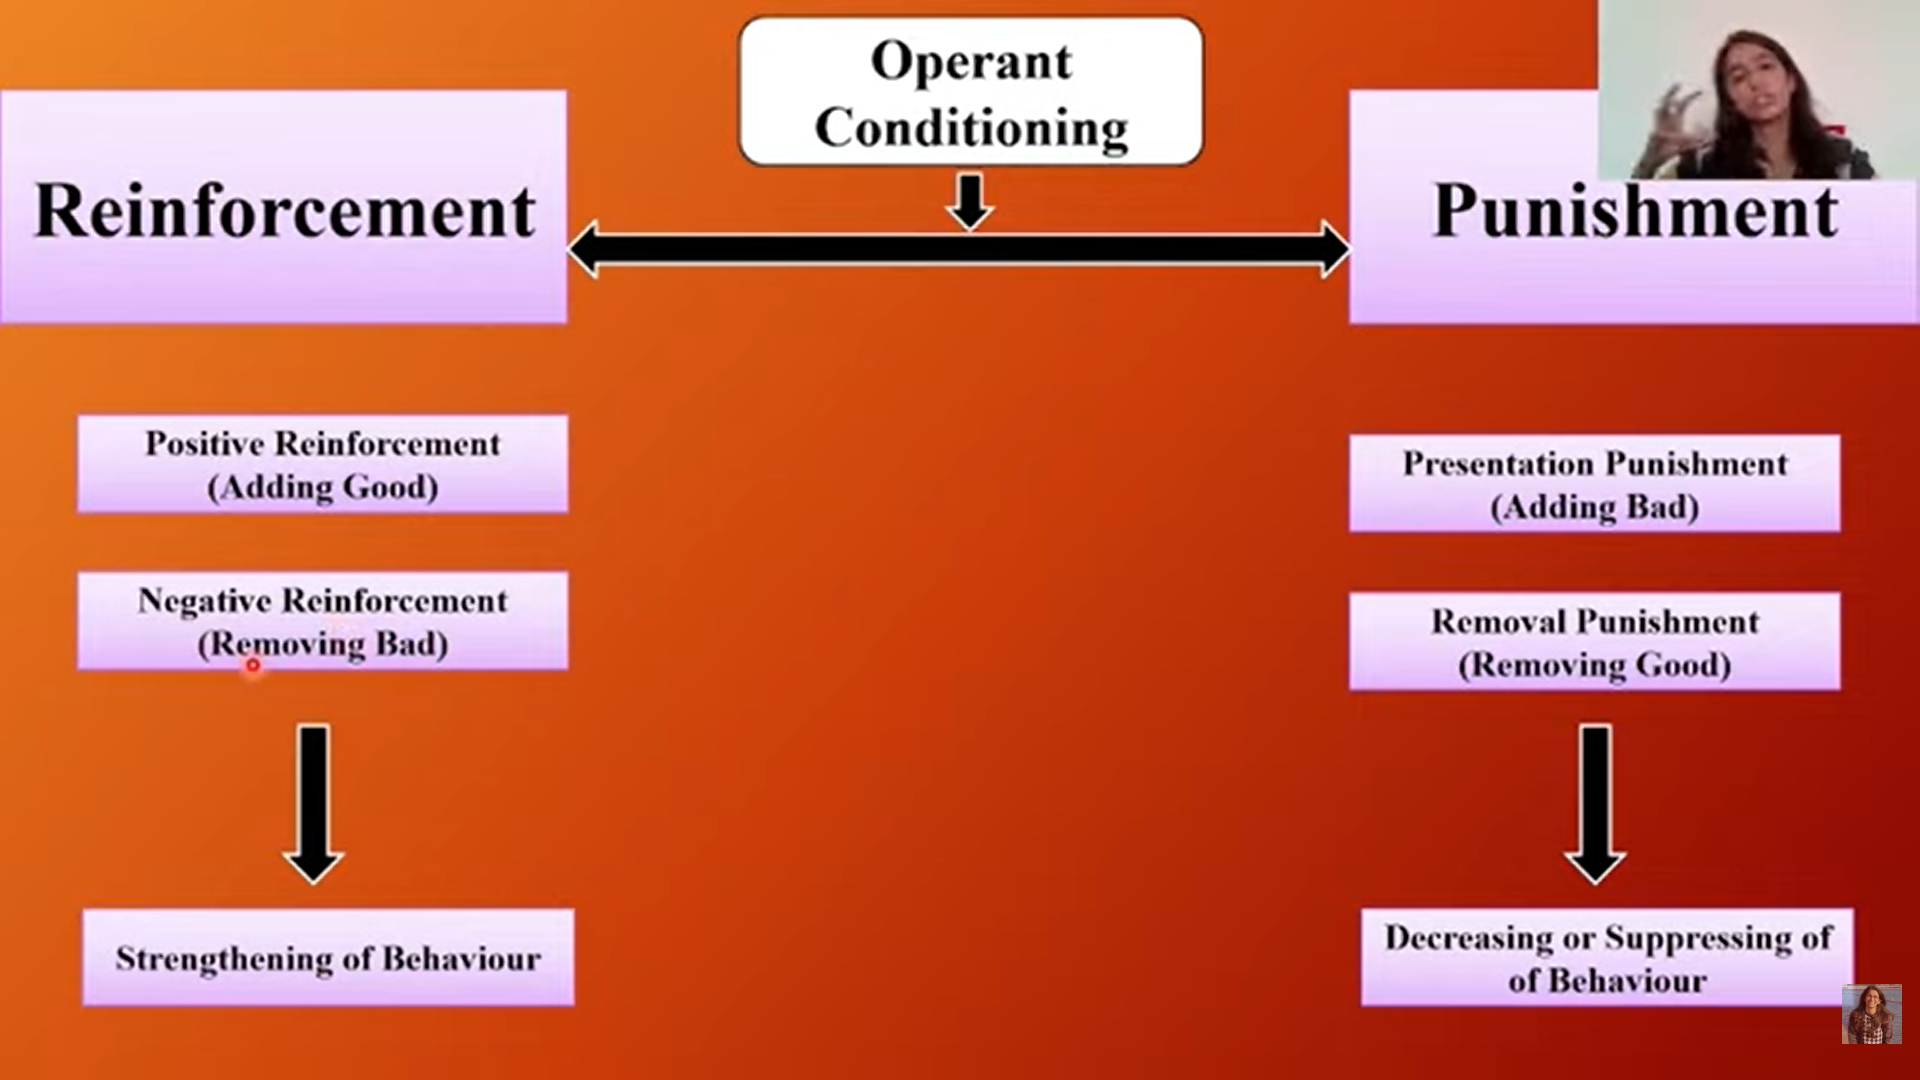 Operant
Conditioning
Reinforcement
Punishment
Positive Reinforcement
(Adding Good)
Negative Reinforcement
(Removing Bad)
Strengthening of Behaviour
Presentation Punishment
(Adding Bad)
Removal Punishment
(Removing Good)
Decreasing or Suppressing of
of Behaviour